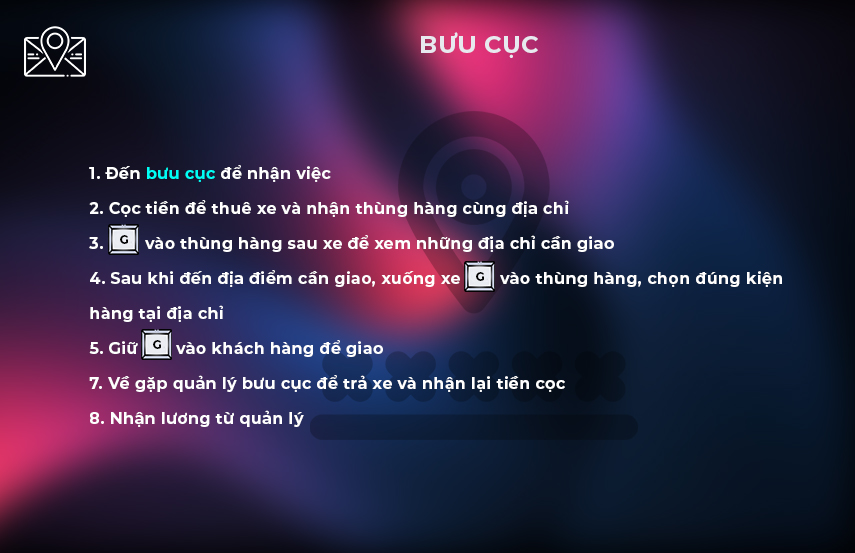 BƯU CỤC
1. Đến bưu cục để nhận việc
2. Cọc tiền để thuê xe và nhận thùng hàng cùng địa chỉ
3. G vào thùng hàng sau xe để xem những địa chỉ cần giao
4. Sau khi đến địa điểm cần giao, xuống xe G vào thùng hàng, chọn đúng kiện
hàng tại địa chỉ
5. Giữ G vào khách hàng để giao
7. Về gặp quản lý bưu cục để trả xe và nhận lại tiền cọc
8. Nhận lương từ quản lý